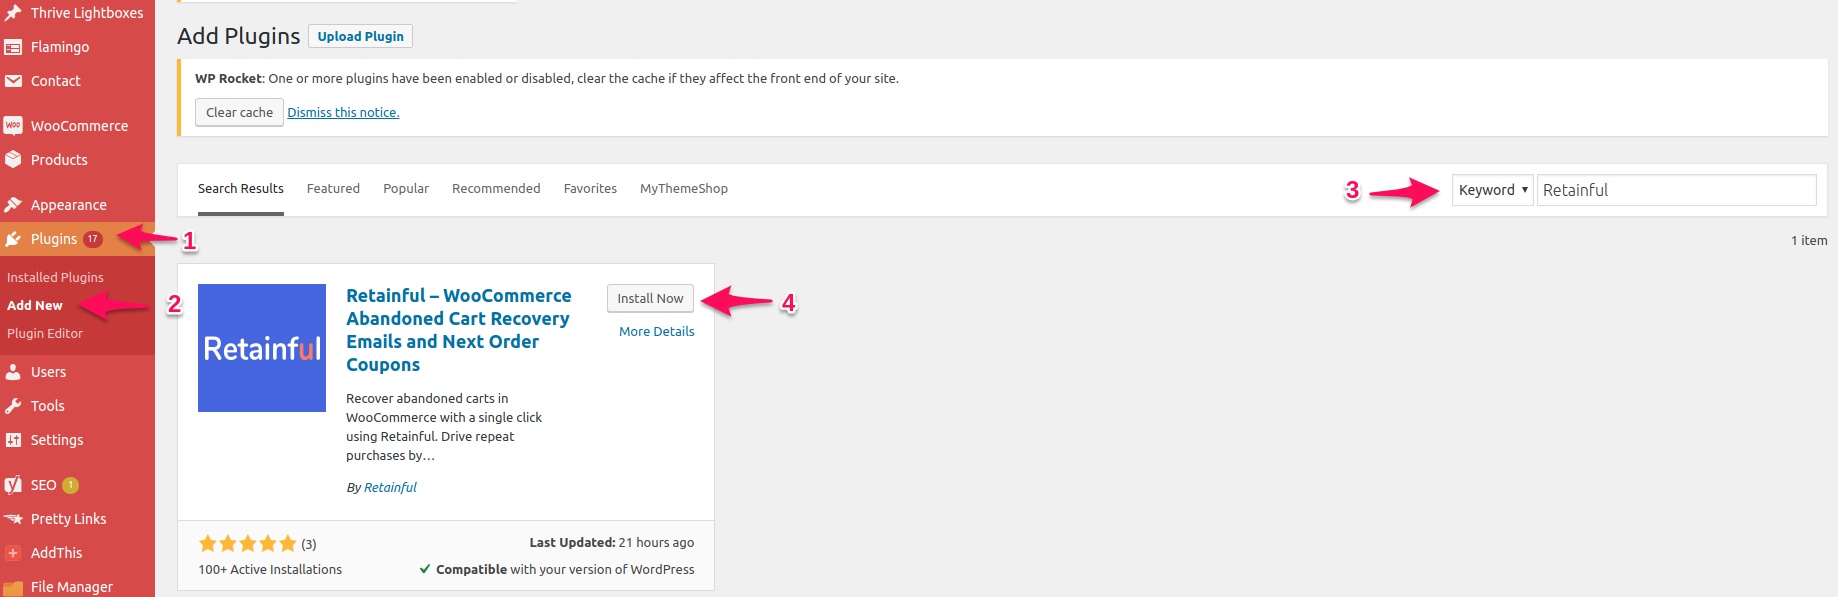 Thrive Lightboxes
Flamingo
Contact
WooCommerce
Products
Appearance
Plugins 17
1
Installed Plugins
Add New
2
Plugin Editor
Users
Tools
Settings
SEO 1
Pretty Links
AddThis
File Manager
Add Plugins Upload Plugin
WP Rocket: One or more plugins have been enabled or disabled, clear the cache if they affect the front end of your site.
Clear cache Dismiss this notice.
Search Results Featured Popular Recommended Favorites MyThemeShop
3 Keyword Retainful
1 item
Retainful
Retainful – WooCommerce
Abandoned Cart Recovery
Emails and Next Order
Coupons
Install Now
4
More Details
Recover abandoned carts in
WooCommerce with a single click
using Retainful. Drive repeat
purchases by…
By Retainful
(3)
100+ Active Installations
Last Updated: 21 hours ago
Compatible with your version of WordPress